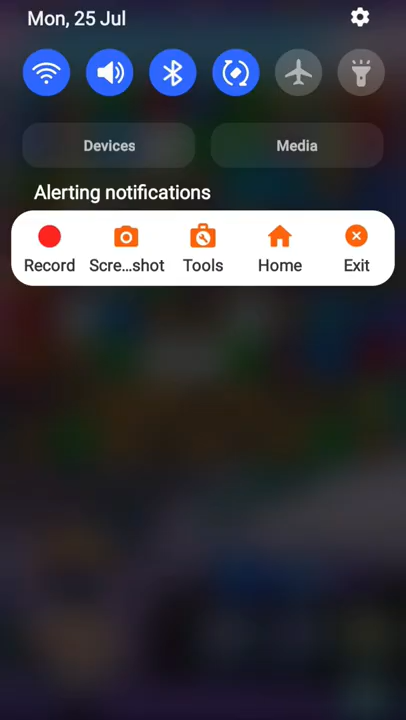 Mon, 25 Jul
Devices Media
Alerting notifications
Record Scre...shot Tools Home Exit